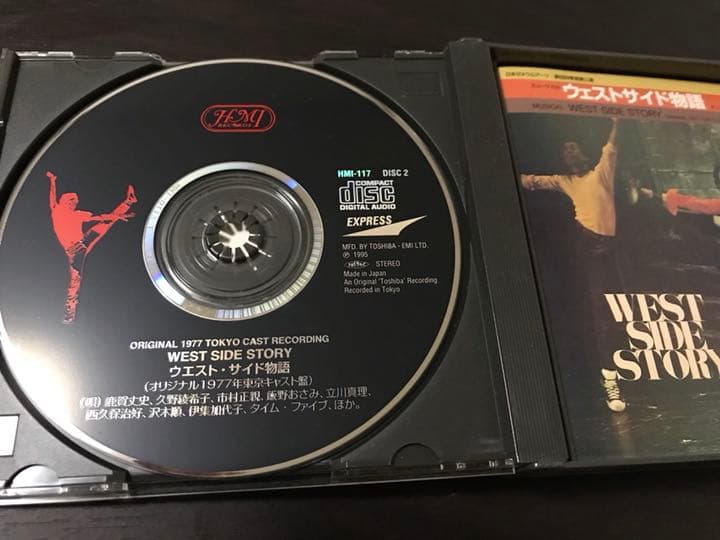 HMI
RECORDS
HMI-117 DISC 2
COMPACT
disc
DIGITAL AUDIO
EXPRESS
MFD. BY TOSHIBA - EMI LTD.
Ⓟ 1995
STEREO
Made in Japan
An Original 'Toshiba' Recording
Recorded in Tokyo
ORIGINAL 1977 TOKYO CAST RECORDING
WEST SIDE STORY
ウエスト・サイド物語
(オリジナル1977年東京キャスト盤)
(唄)鹿賀丈史、久野綾希子、市村正親、飯野おさみ、立川真理、
西久保治好、沢木順、伊集加代子、タイム・ファイブ、ほか。
ウェストサイド物語
MUSICAL WEST SIDE STORY
WEST
SIDE
STORY